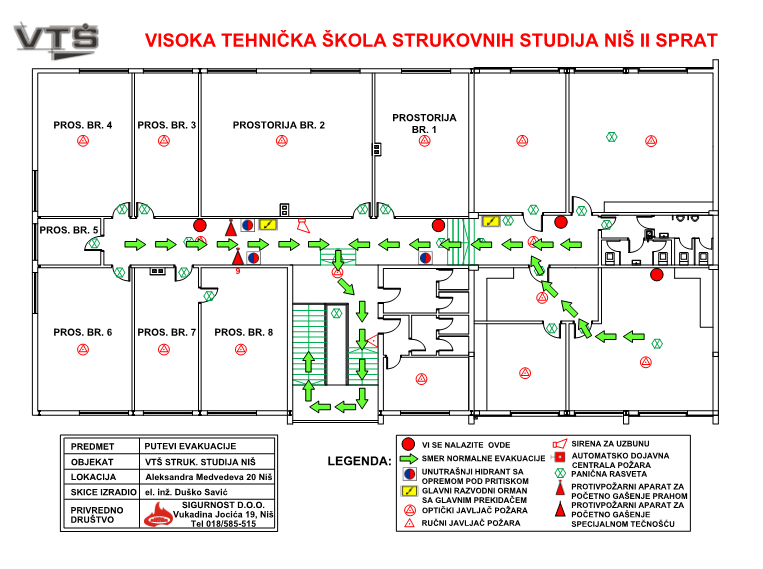 VTŠ
VISOKA TEHNIČKA ŠKOLA STRUKOVNIH STUDIJA NIŠ II SPRAT
PROS. BR. 4
PROS. BR. 3
PROSTORIJA BR. 2
PROSTORIJA
BR. 1
PROS. BR. 5
9
PROS. BR. 6
PROS. BR. 7
PROS. BR. 8
PREDMET
PUTEVI EVAKUACIJE
OBJEKAT
VTŠ STRUK. STUDIJA NIŠ
LOKACIJA
Aleksandra Medvedeva 20 Niš
SKICE IZRADIO
el. inž. Duško Savić
PRIVREDNO
DRUŠTVO
SIGURNOST D.O.O.
Vukadina Jocića 19, Niš
Tel 018/585-515
LEGENDA:
VI SE NALAZITE OVDE
SMER NORMALNE EVAKUACIJE
UNUTRAŠNJI HIDRANT SA
OPREMOM POD PRITISKOM
GLAVNI RAZVODNI ORMAN
SA GLAVNIM PREKIDAČEM
OPTIČKI JAVLJAČ POŽARA
RUČNI JAVLJAČ POŽARA
SIRENA ZA UZBUNU
AUTOMATSKO DOJAVNA
CENTRALA POŽARA
PANIČNA RASVETA
PROTIVPOŽARNI APARAT ZA
POČETNO GAŠENJE PRAHOM
PROTIVPOŽARNI APARAT ZA
POČETNO GAŠENJE
SPECIJALNOM TEČNOŠĆU